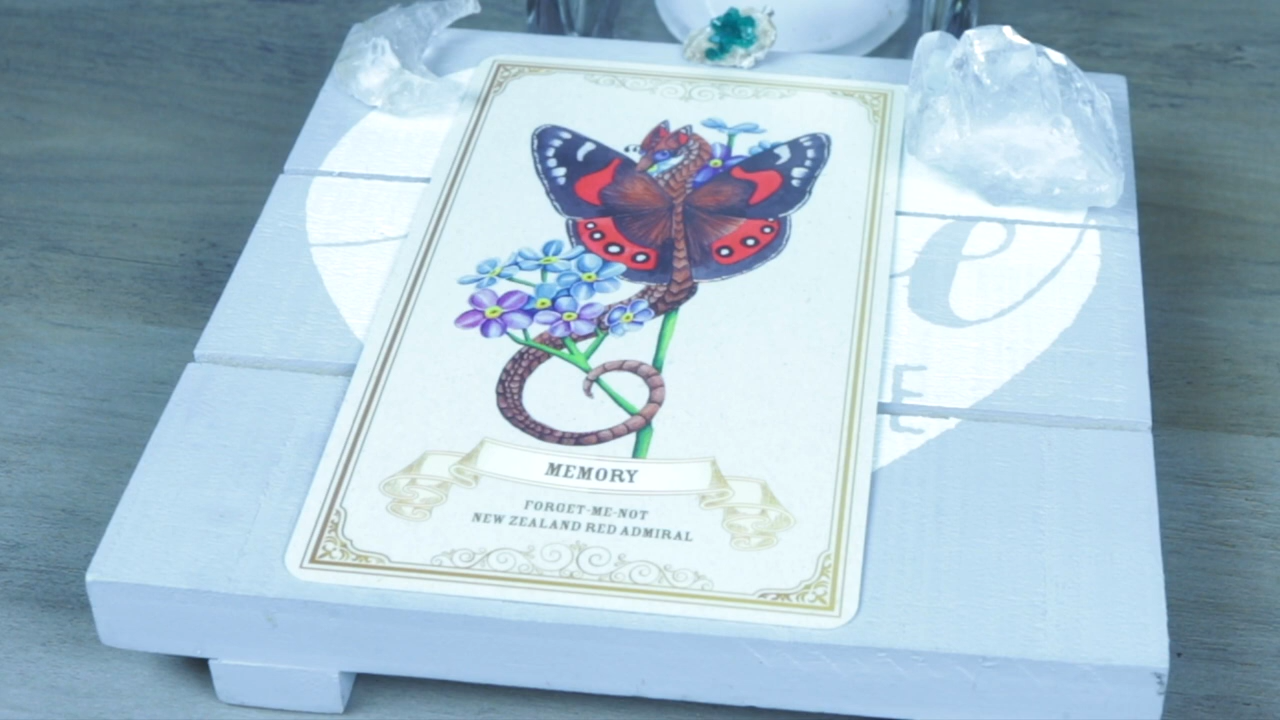 MEMORY
FORGET-ME-NOT
NEW ZEALAND RED ADMIRAL
e
E